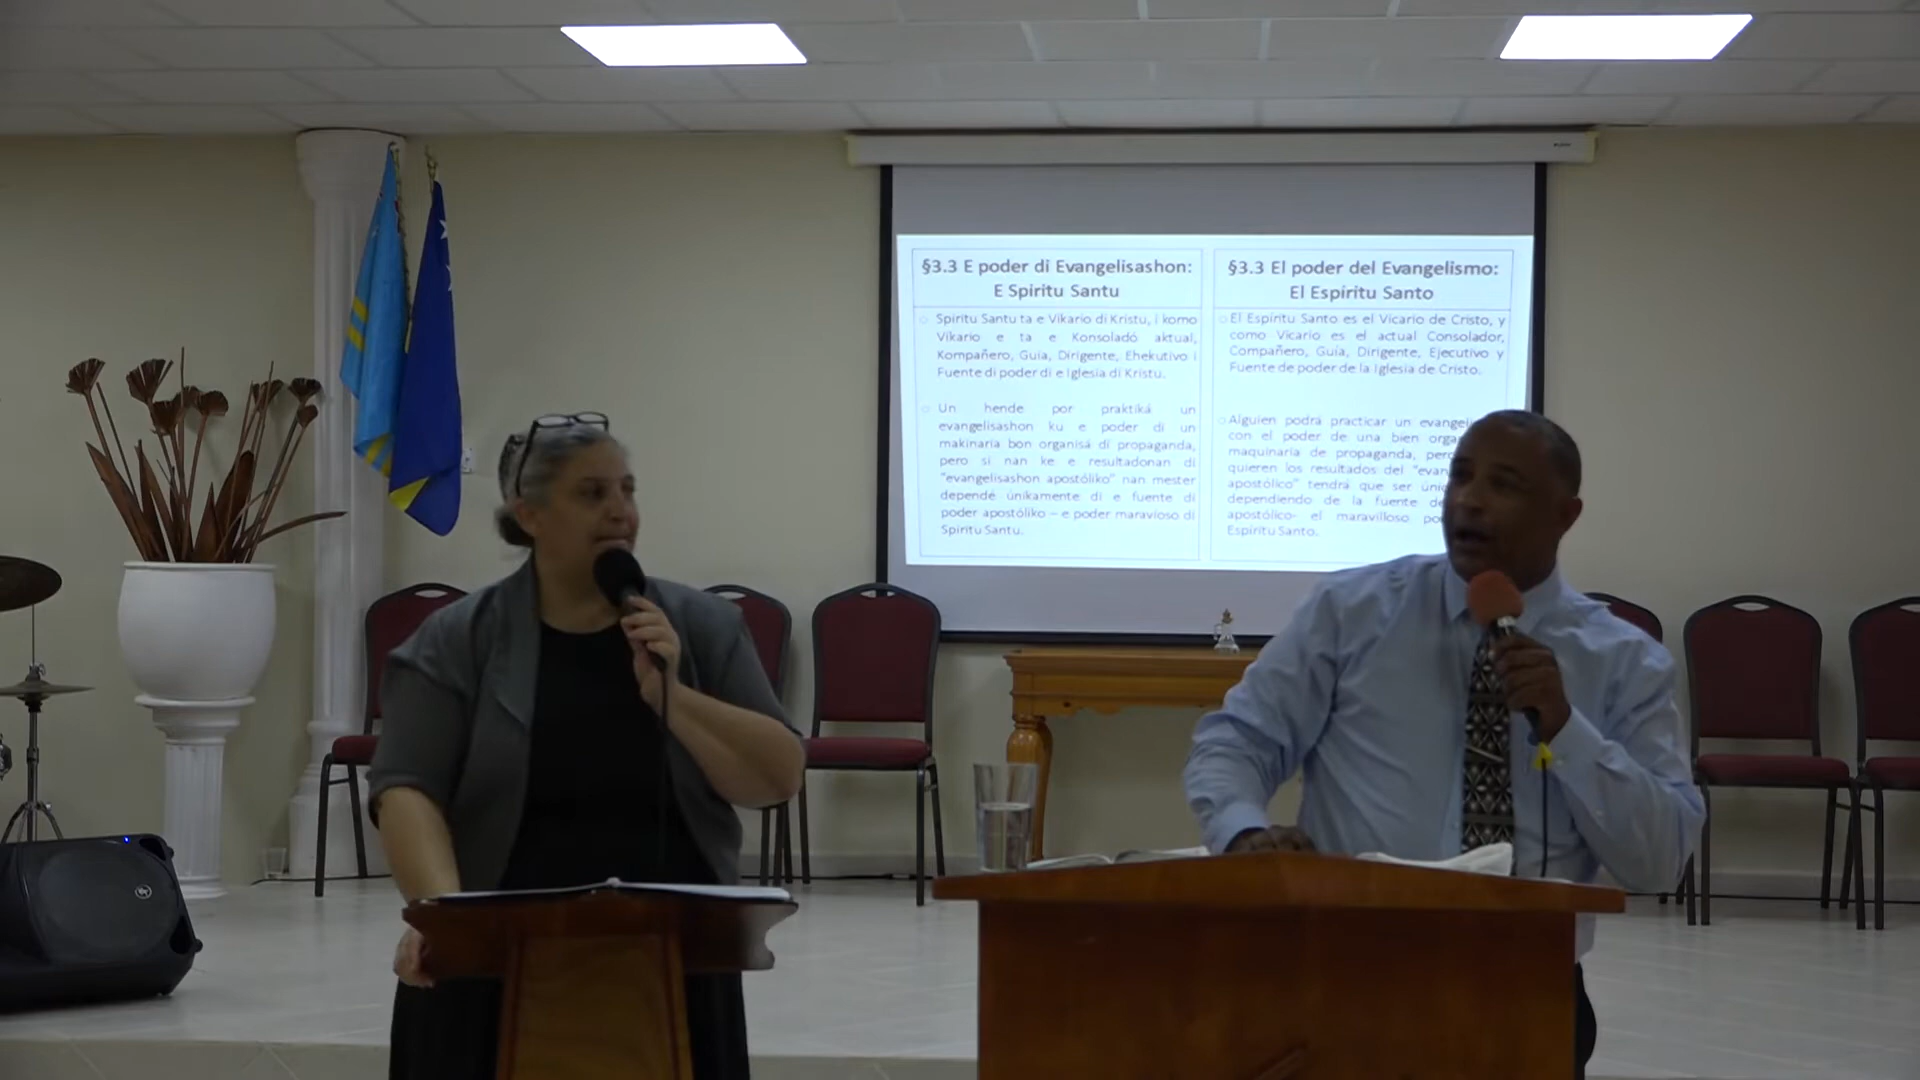 §3.3 E poder di Evangelisashon:
E Spiritu Santu
Spiritu Santu ta e Vikario di Kristu, i komo
Vikario e ta e Konsoladó aktual,
Kompañero, Guia, Dirigente, Ehekutivo i
Fuente di poder di e Iglesia di Kristu.
Un hende por praktiká un
evangelisashon ku e poder di un
makinaria bon organisá di propaganda,
pero si nan ke e resultadonan di
"evangelisashon apostóliko" nan mester
dependé únikamente di e fuente di
poder apostóliko – e poder maravioso di
Spiritu Santu.
§3.3 El poder del Evangelismo:
El Espíritu Santo
El Espíritu Santo es el Vicario de Cristo, y
como Vicario es el actual Consolador,
Compañero, Guía, Dirigente, Ejecutivo y
Fuente de poder de la Iglesia de Cristo.
Alguien podrá practicar un
con el poder de una bien
maquinaria de propaganda,
quieren los resultados del
apostólico" tendrá que ser
dependiendo de la fuente
apostólico- el maravilloso
Espíritu Santo.